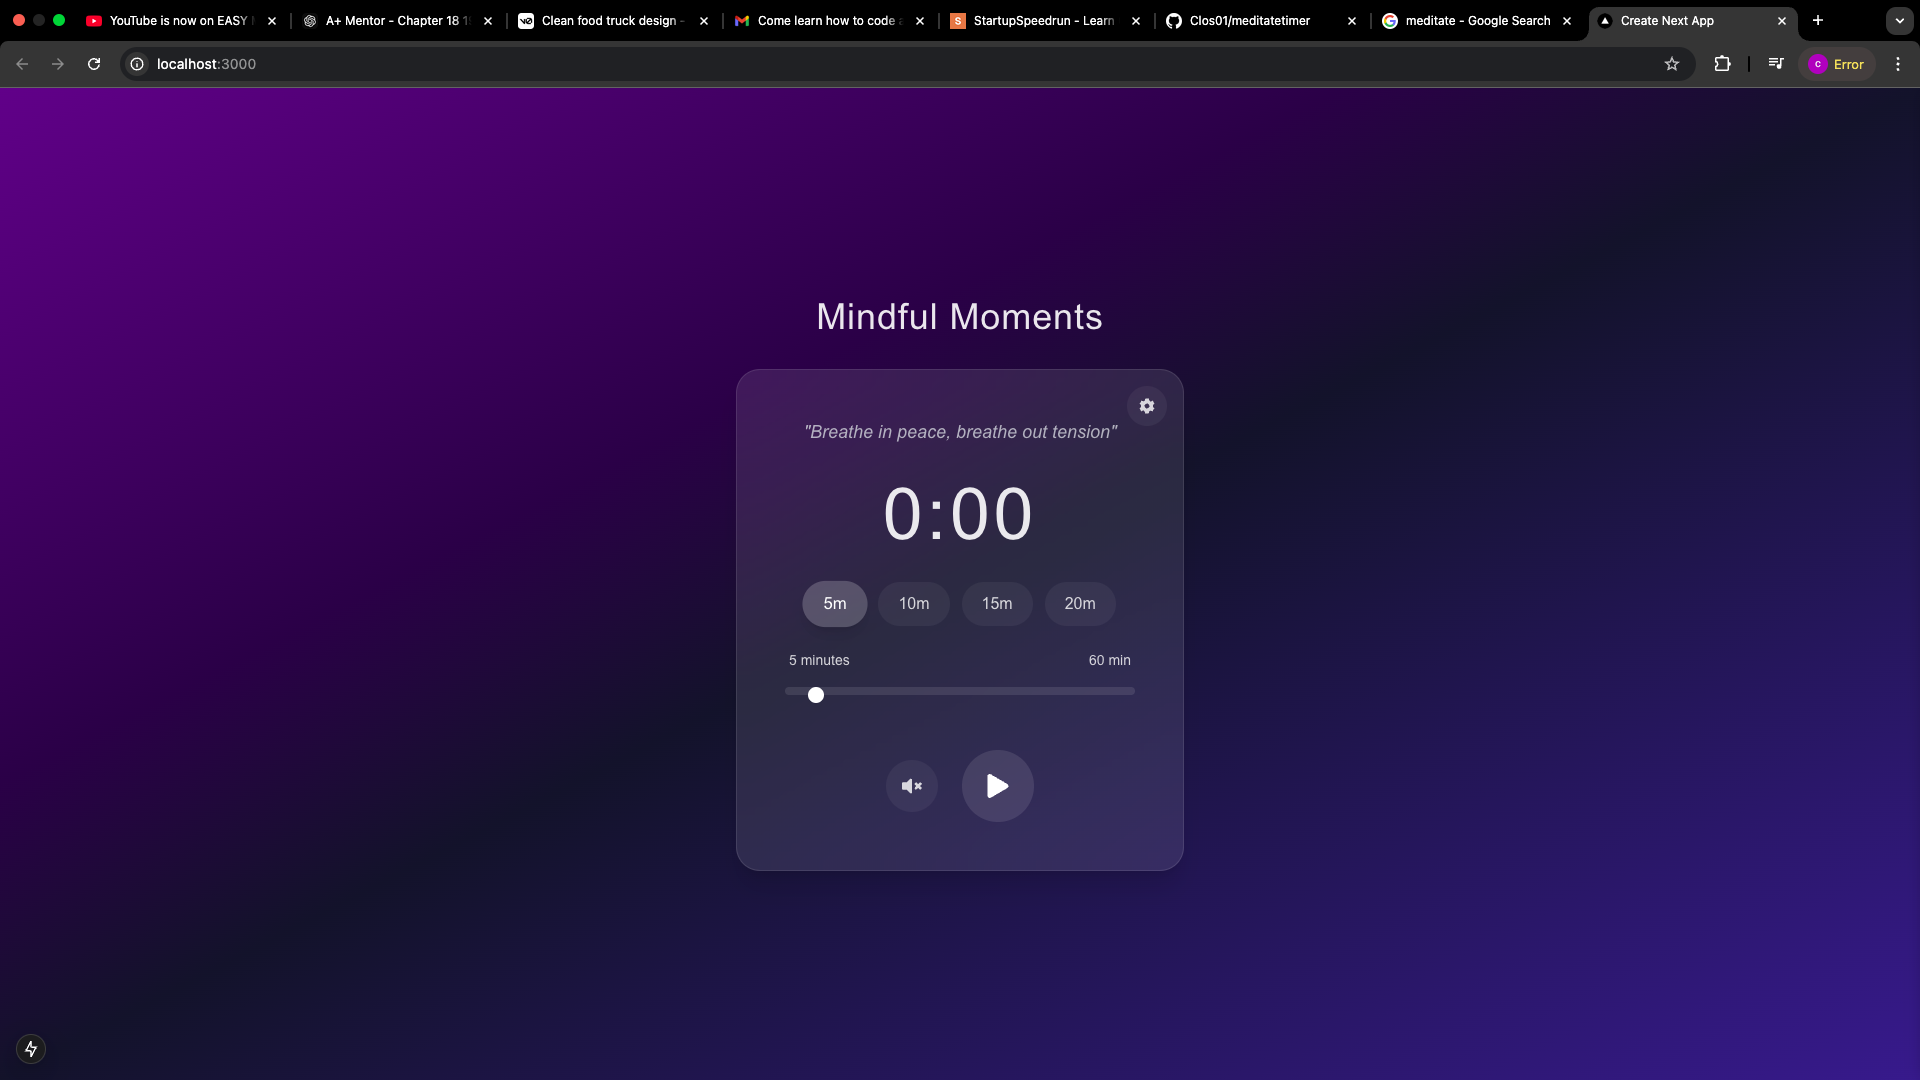 YouTube is now on EASY
A+ Mentor - Chapter 18
Clean food truck design -
Come learn how to code
StartupSpeedrun - Learn
Clos01/meditatetimer
meditate - Google Search
Create Next App
localhost:3000
c
Error
Mindful Moments
"Breathe in peace, breathe out tension"
0:00
5m
10m
15m
20m
5 minutes
60 min